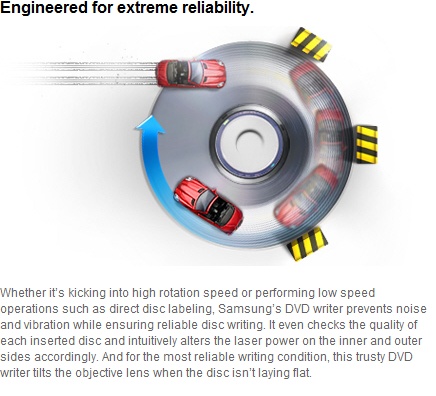 Engineered for extreme reliability.
Whether it's kicking into high rotation speed or performing low speed
operations such as direct disc labeling, Samsung's DVD writer prevents noise
and vibration while ensuring reliable disc writing. It even checks the quality of
each inserted disc and intuitively alters the laser power on the inner and outer
sides accordingly. And for the most reliable writing condition, this trusty DVD
writer tilts the objective lens when the disc isn't laying flat.